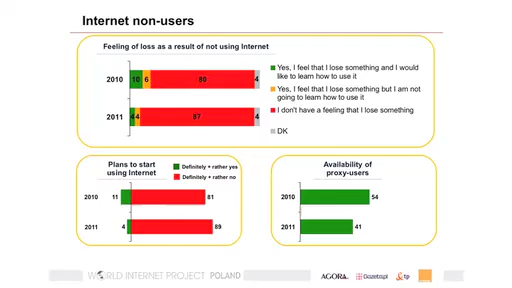 Internet non-users
Feeling of loss as a result of not using Internet
2010 10 6 80 4
2011 4 4 87 4
Yes, I feel that I lose something and I would
like to learn how to use it
Yes, I feel that I lose something but I am not
going to learn how to use it
I don't have a feeling that I lose something
DK
Plans to start
using Internet
Definitely + rather yes
Definitely + rather no
2010 11 81
2011 4 89
Availability of
proxy-users
2010 54
2011 41
WORLD INTERNET PROJECT POLAND
AGORA
Gazeta.pl
tp